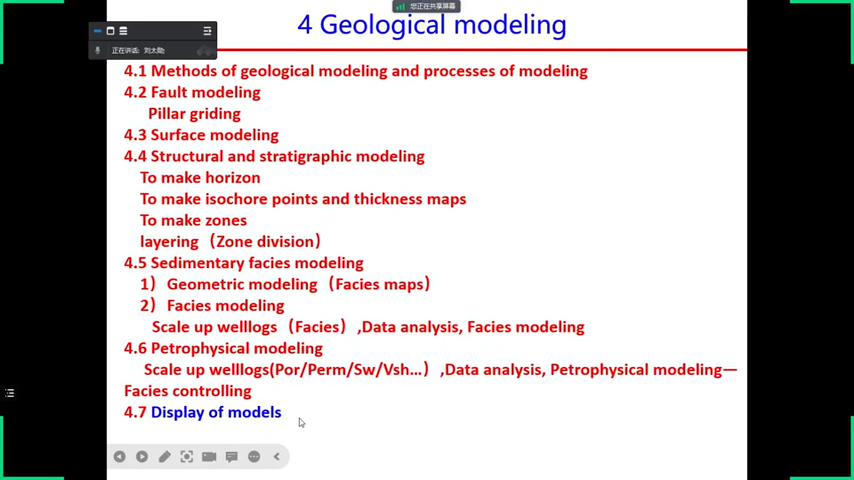 您正在共享屏幕
4 Geological modeling
正在讲话: 刘太勋
4.1 Methods of geological modeling and processes of modeling
4.2 Fault modeling
Pillar griding
4.3 Surface modeling
4.4 Structural and stratigraphic modeling
To make horizon
To make isochore points and thickness maps
To make zones
layering（Zone division）
4.5 Sedimentary facies modeling
1） Geometric modeling （Facies maps）
2） Facies modeling
Scale up welllogs （Facies） ,Data analysis, Facies modeling
4.6 Petrophysical modeling
Scale up welllogs(Por/Perm/Sw/Vsh...） ,Data analysis, Petrophysical modeling—
Facies controlling
4.7 Display of models